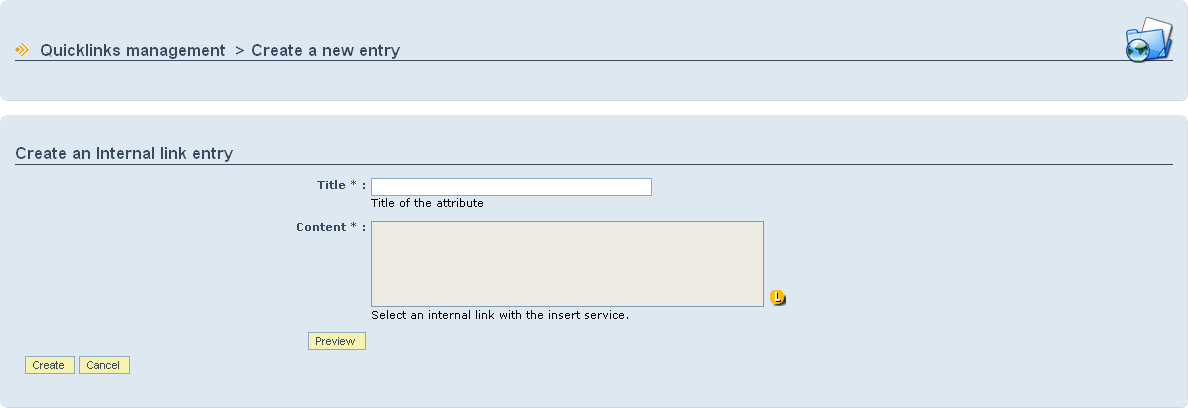 Quicklinks management > Create a new entry
Create an Internal link entry
Title * :
Title of the attribute
Content * :
L
Select an internal link with the insert service.
Preview
Create Cancel